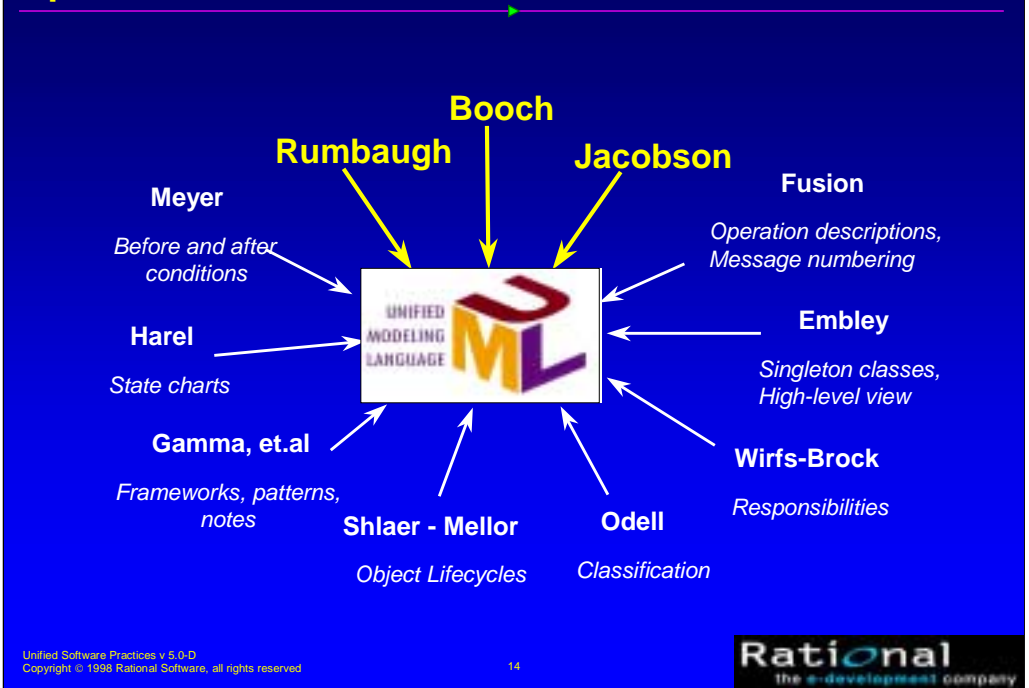 Booch
Rumbaugh
Jacobson
Meyer
Before and after
conditions
Fusion
Operation descriptions,
Message numbering
Harel
State charts
UNIFIED
MODELING
LANGUAGE
UML
Embley
Singleton classes,
High-level view
Gamma, et.al
Frameworks, patterns,
notes
Wirfs-Brock
Responsibilities
Shlaer - Mellor
Object Lifecycles
Odell
Classification
Unified Software Practices v 5.0-D
Copyright © 1998 Rational Software, all rights reserved
14
Rational
the e-development company